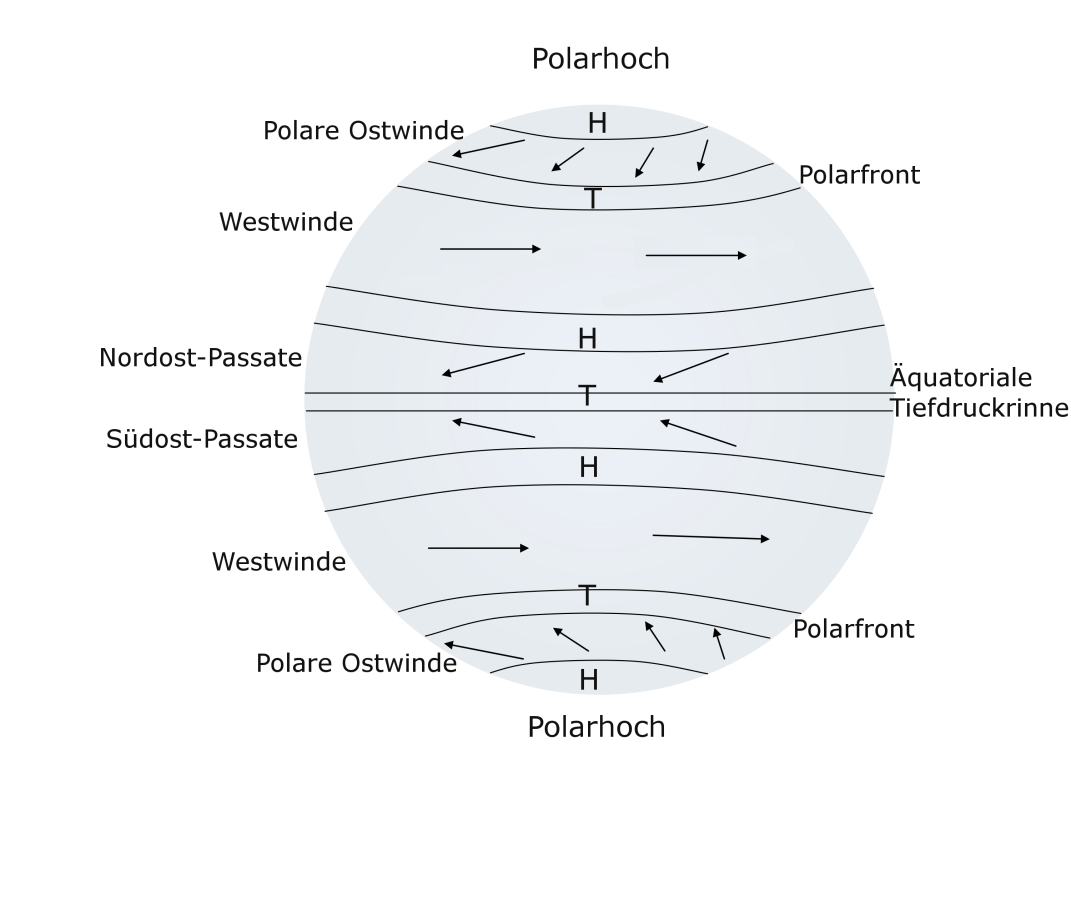 Polarhoch
H
Polare Ostwinde
Polarfront
T
Westwinde
H
Nordost-Passate
Äquatoriale
Tiefdruckrinne
T
Südost-Passate
H
Westwinde
T
Polarfront
Polare Ostwinde
H
Polarhoch